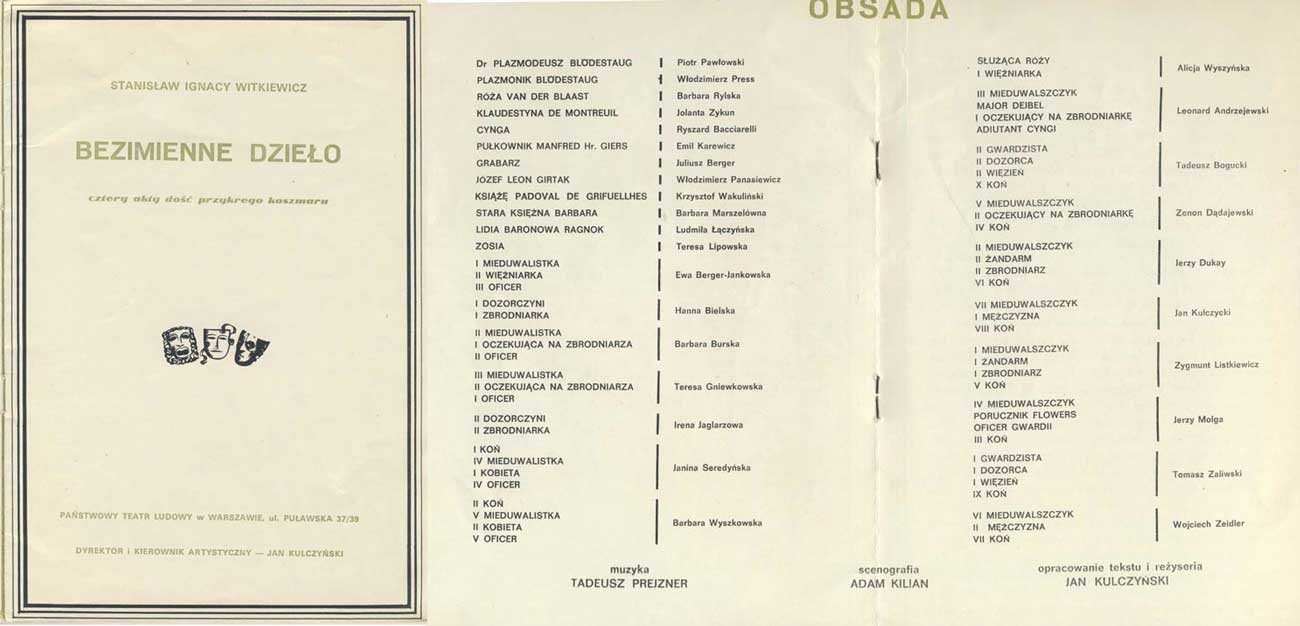 STANISŁAW IGNACY WITKIEWICZ
BEZIMIENNE DZIEŁO
cztery akty dość przykrego koszmaru
PAŃSTWOWY TEATR LUDOWY w WARSZAWIE, ul. PUŁAWSKA 37/39
DYREKTOR i KIEROWNIK ARTYSTYCZNY — JAN KULCZYŃSKI
OBSADA
Dr PLAZMODEUSZ BLÖDESTAUG Piotr Pawłowski
PLAZMONIK BLÖDESTAUG Włodzimierz Press
RÓŻA VAN DER BLAAST Barbara Rylska
KLAUDESTYNA DE MONTREUIL Jolanta Zykun
CYNGA Ryszard Bacciarelli
PUŁKOWNIK MANFRED Hr. GIERS Emil Karewicz
GRABARZ Juliusz Berger
JÓZEF LEON GIRTAK Włodzimierz Panasiewicz
KSIĄŻĘ PADOVAL DE GRIFUELLHES Krzysztof Wakuliński
STARA KSIĘŻNA BARBARA Barbara Marszelówna
LIDIA BARONOWA RAGNOK Ludmiła Łączyńska
ZOSIA Teresa Lipowska
I MIEDUWALISTKA
II WIĘŹNIARKA Ewa Berger-Jankowska
III OFICER
I DOZORCZYNI
I ZBRODNIARKA Hanna Bielska
II MIEDUWALISTKA
I OCZEKUJĄCA NA ZBRODNIARZA Barbara Burska
II OFICER
III MIEDUWALISTKA
II OCZEKUJĄCA NA ZBRODNIARZA Teresa Gniewkowska
I OFICER
II DOZORCZYNI
II ZBRODNIARKA Irena Jaglarzowa
I KOŃ
IV MIEDUWALISTKA
I KOBIETA Janina Seredyńska
IV OFICER
II KOŃ
V MIEDUWALISTKA
II KOBIETA Barbara Wyszkowska
V OFICER
SŁUŻĄCA RÓŻY
I WIĘŹNIARKA Alicja Wyszyńska
III MIEDUWALSZCZYK
MAJOR DEJBEL
I OCZEKUJĄCY NA ZBRODNIARKĘ Leonard Andrzejewski
ADIUTANT CYNGI
II GWARDZISTA
II DOZORCA
II WIĘZIEŃ Tadeusz Bogucki
X KOŃ
V MIEDUWALSZCZYK
II OCZEKUJĄCY NA ZBRODNIARKĘ Zenon Dądajewski
IV KOŃ
II MIEDUWALSZCZYK
II ŻANDARM
II ZBRODNIARZ Jerzy Dukay
VI KOŃ
VII MIEDUWALSZCZYK
I MĘŻCZYZNA Jan Kulczycki
VIII KOŃ
I MIEDUWALSZCZYK
I ŻANDARM
I ZBRODNIARZ Zygmunt Listkiewicz
V KOŃ
IV MIEDUWALSZCZYK
PORUCZNIK FLOWERS
OFICER GWARDII Jerzy Molga
III KOŃ
I GWARDZISTA
I DOZORCA
I WIĘZIEŃ Tomasz Zaliwski
IX KOŃ
VI MIEDUWALSZCZYK
II MĘŻCZYZNA Wojciech Zeidler
VII KOŃ
muzyka
TADEUSZ PREJZNER
scenografia
ADAM KILIAN
opracowanie tekstu i reżyseria
JAN KULCZYŃSKI